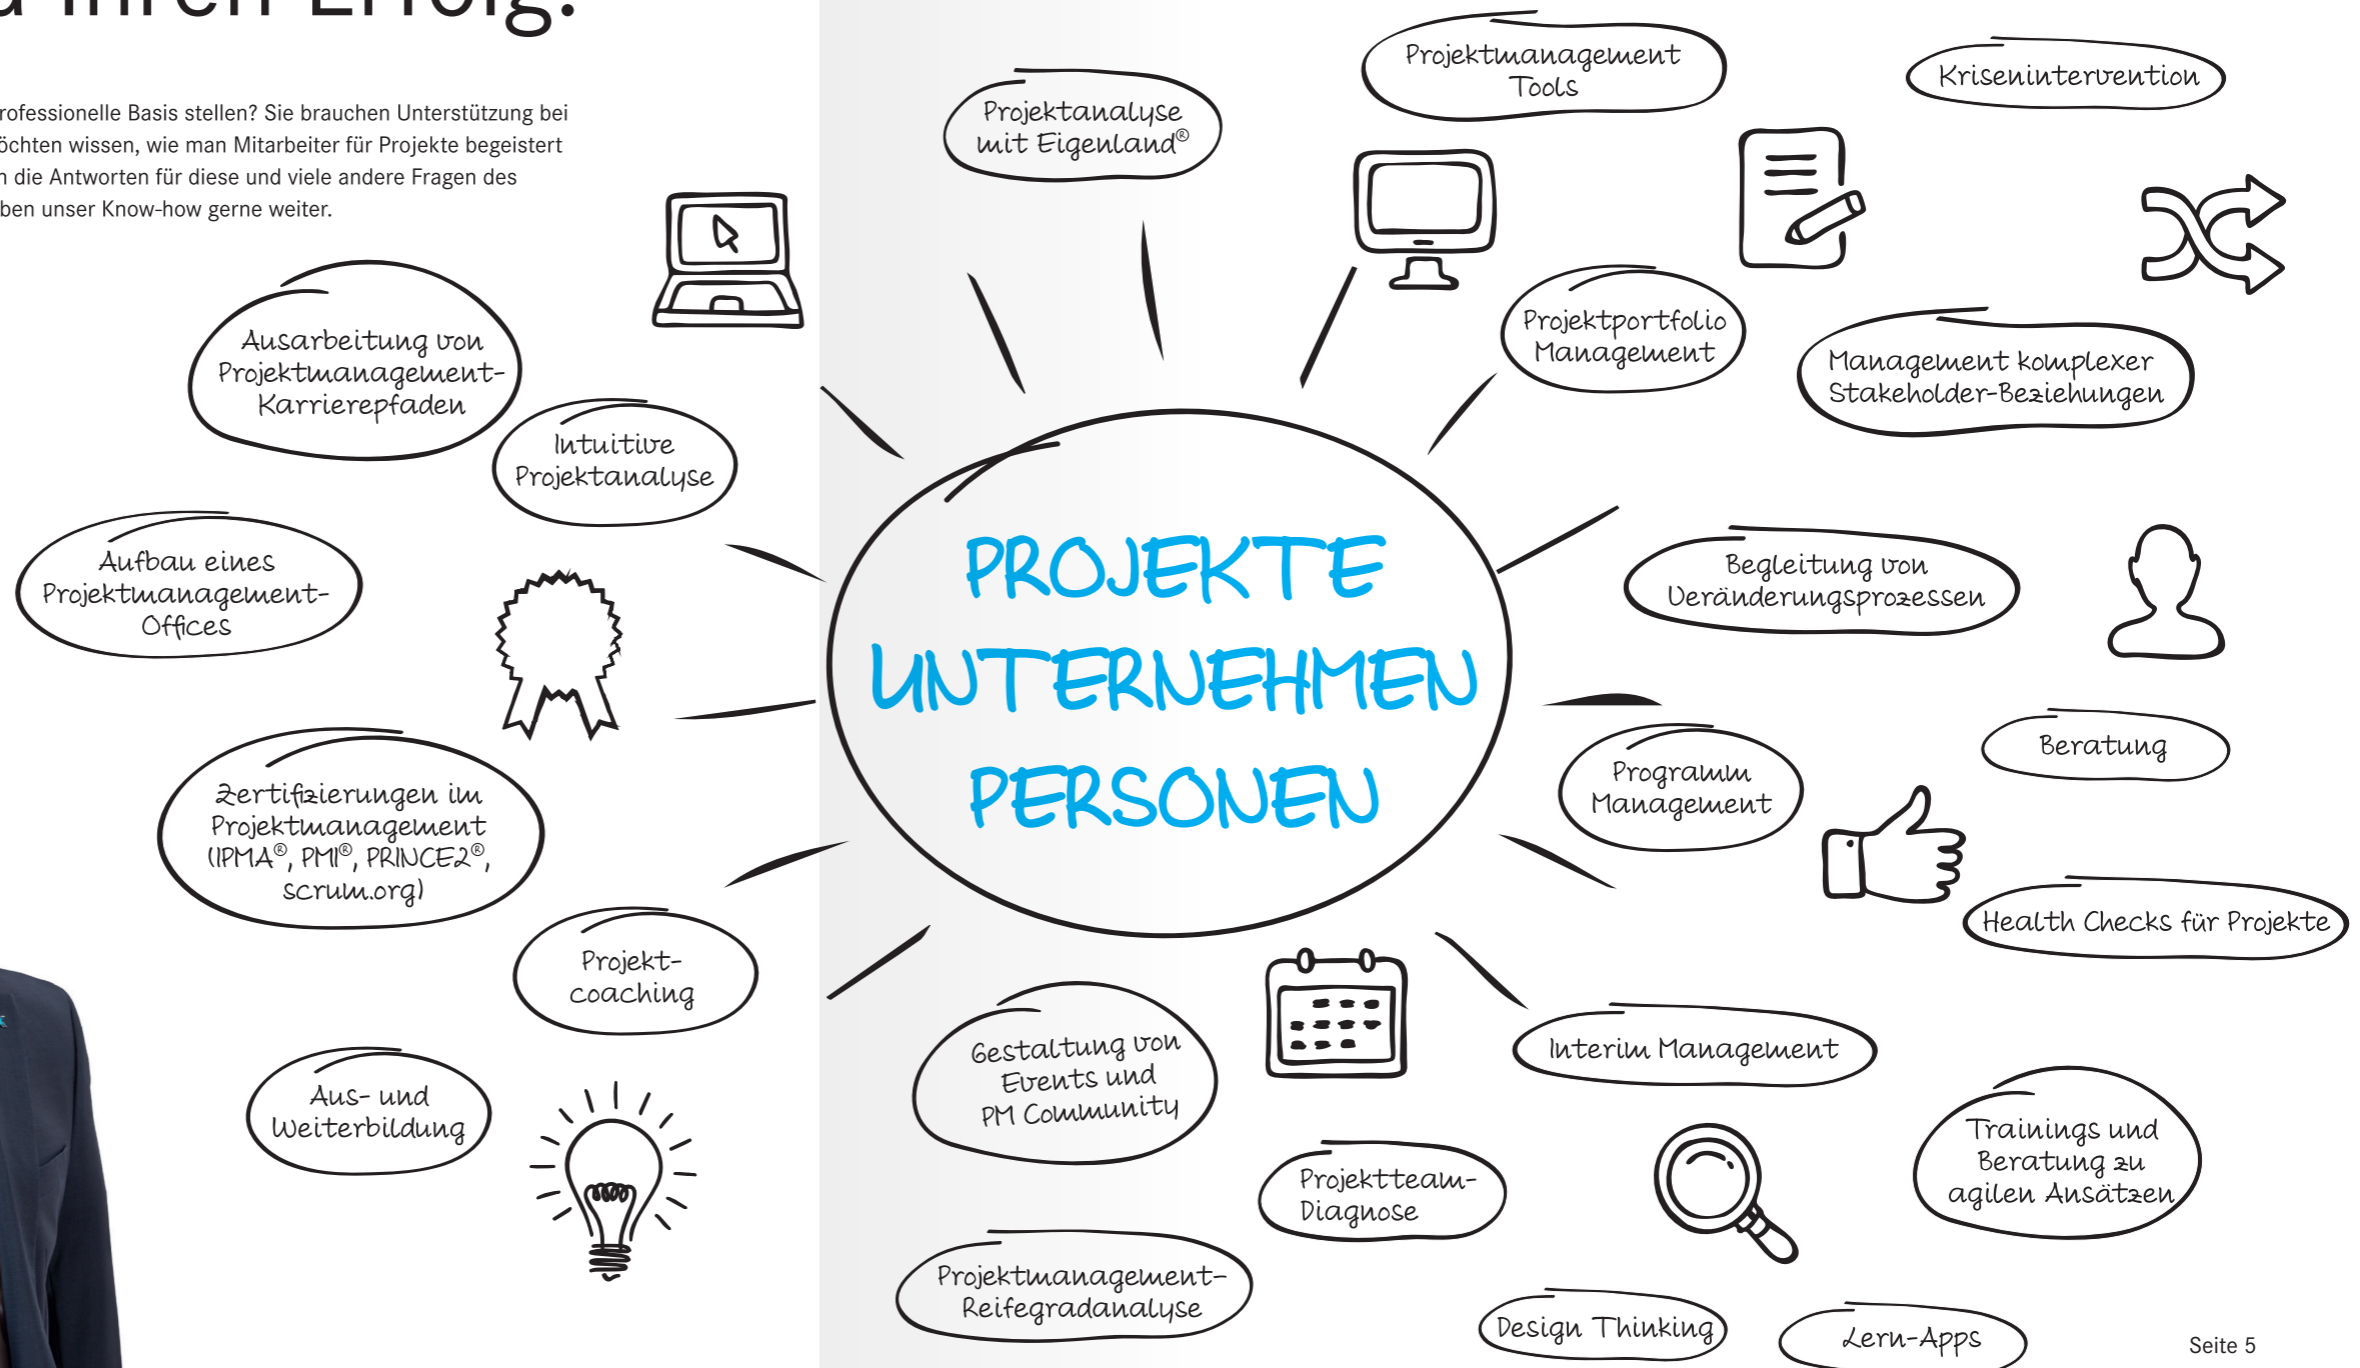 Ihren Erfolg.
rofessionelle Basis stellen? Sie brauchen Unterstützung bei
öchten wissen, wie man Mitarbeiter für Projekte begeistert
die Antworten für diese und viele andere Fragen des
ben unser Know-how gerne weiter.
Ausarbeitung von
Projektmanagement-
Karrierepfaden
Intuitive
Projektanalyse
Aufbau eines
Projektmanagement-
Offices
Zertifizierungen im
Projektmanagement
(IPMA®, PMI®, PRINCE2®,
scrum.org)
Projekt-
coaching
Aus- und
Weiterbildung
Projektanalyse
mit Eigenland®
Projektmanagement
Tools
Krisenintervention
Projektportfolio
Management
Management komplexer
Stakeholder-Beziehungen
PROJEKTE
UNTERNEHMEN
PERSONEN
Begleitung von
Veränderungsprozessen
Beratung
Programm
Management
Health Checks für Projekte
Gestaltung von
Events und
PM Community
Interim Management
Projektteam-
Diagnose
Trainings und
Beratung zu
agilen Ansätzen
Projektmanagement-
Reifegradanalyse
Design Thinking
Lern-Apps
Seite 5